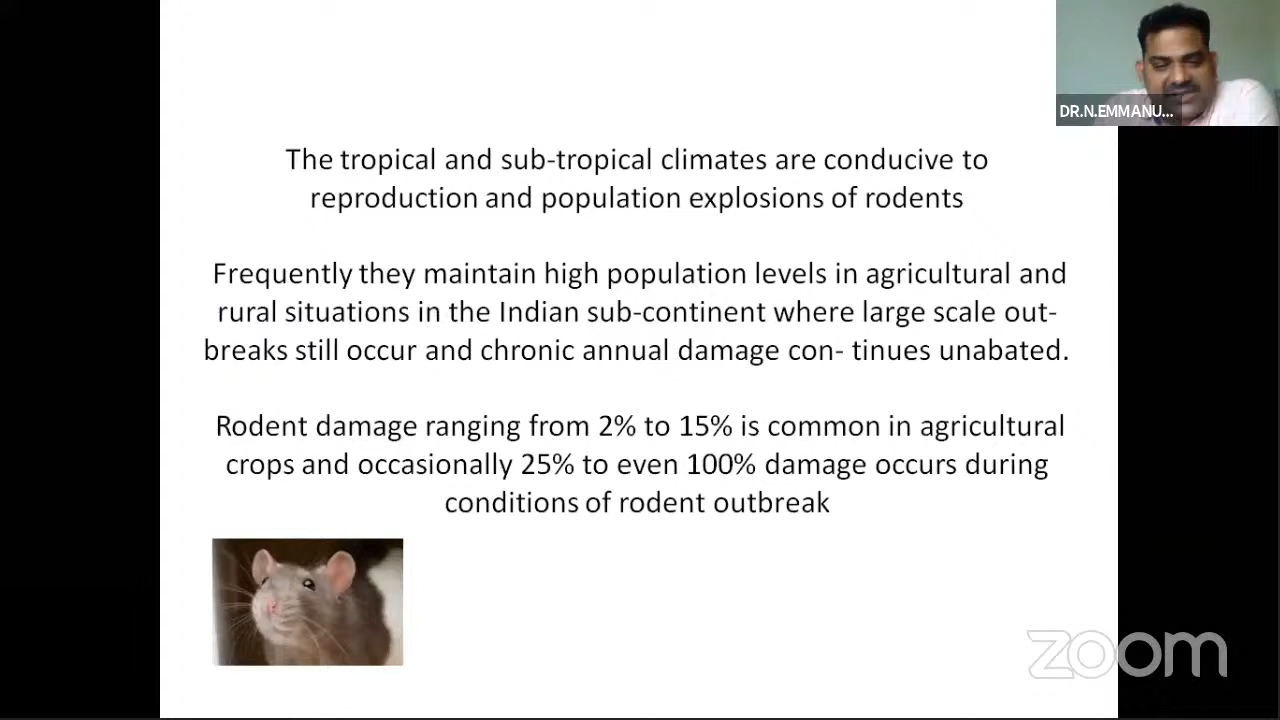 DR.N.EMMANU...
The tropical and sub-tropical climates are conducive to
reproduction and population explosions of rodents
Frequently they maintain high population levels in agricultural and
rural situations in the Indian sub-continent where large scale out-
breaks still occur and chronic annual damage con- tinues unabated.
Rodent damage ranging from 2% to 15% is common in agricultural
crops and occasionally 25% to even 100% damage occurs during
conditions of rodent outbreak
zoom